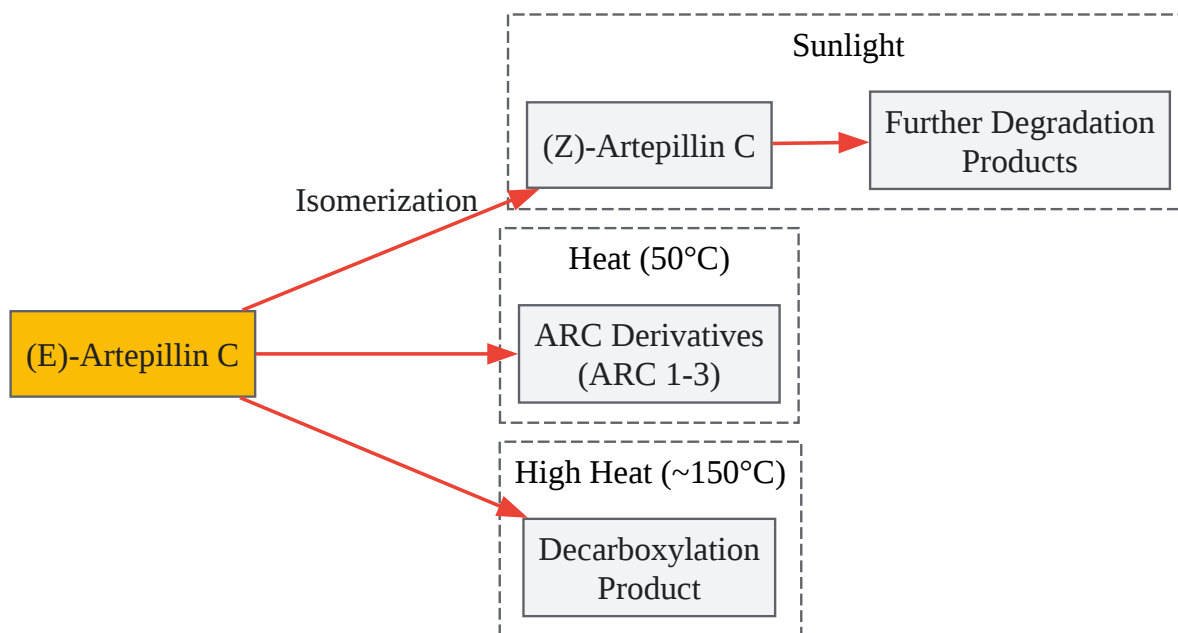 Sunlight
(Z)-Artepillin C
Further Degradation
Products
Isomerization
Heat (50°C)
(E)-Artepillin C
ARC Derivatives
(ARC 1-3)
High Heat (~150°C)
Decarboxylation
Product